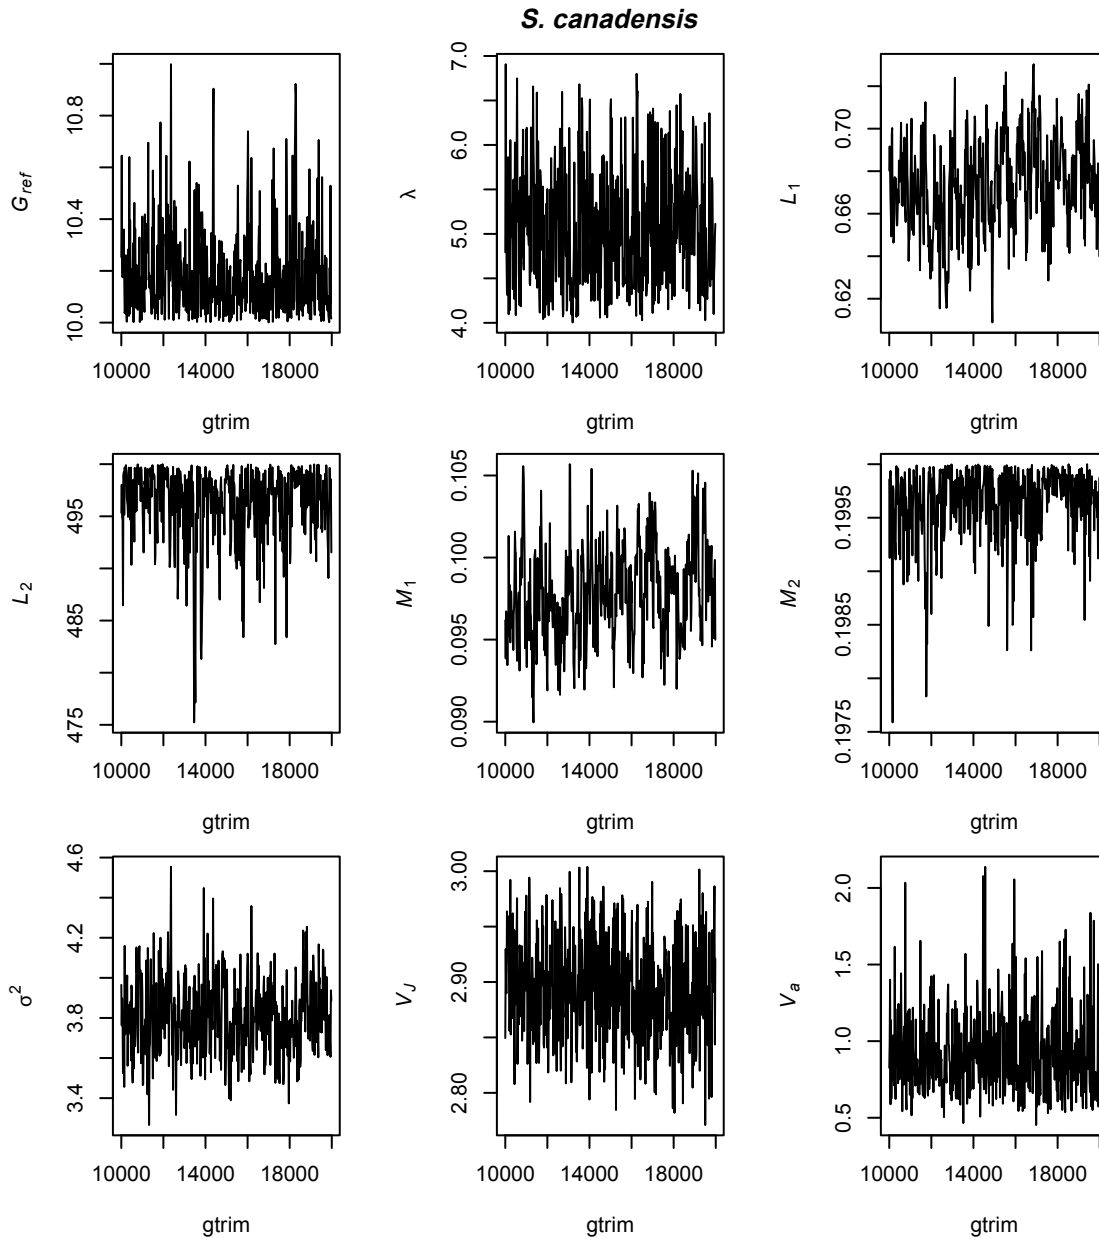 S. canadensis
G_ref
10.0 10.4 10.8
10000 14000 18000
gtrim
λ
4.0 5.0 6.0 7.0
10000 14000 18000
gtrim
L_1
0.62 0.66 0.70
10000 14000 18000
gtrim
L_2
475 485 495
10000 14000 18000
gtrim
M_1
0.090 0.095 0.100 0.105
10000 14000 18000
gtrim
M_2
0.1975 0.1985 0.1995
10000 14000 18000
gtrim
σ²
3.4 3.8 4.2 4.6
10000 14000 18000
gtrim
V_J
2.80 2.90 3.00
10000 14000 18000
gtrim
V_a
0.5 1.0 1.5 2.0
10000 14000 18000
gtrim